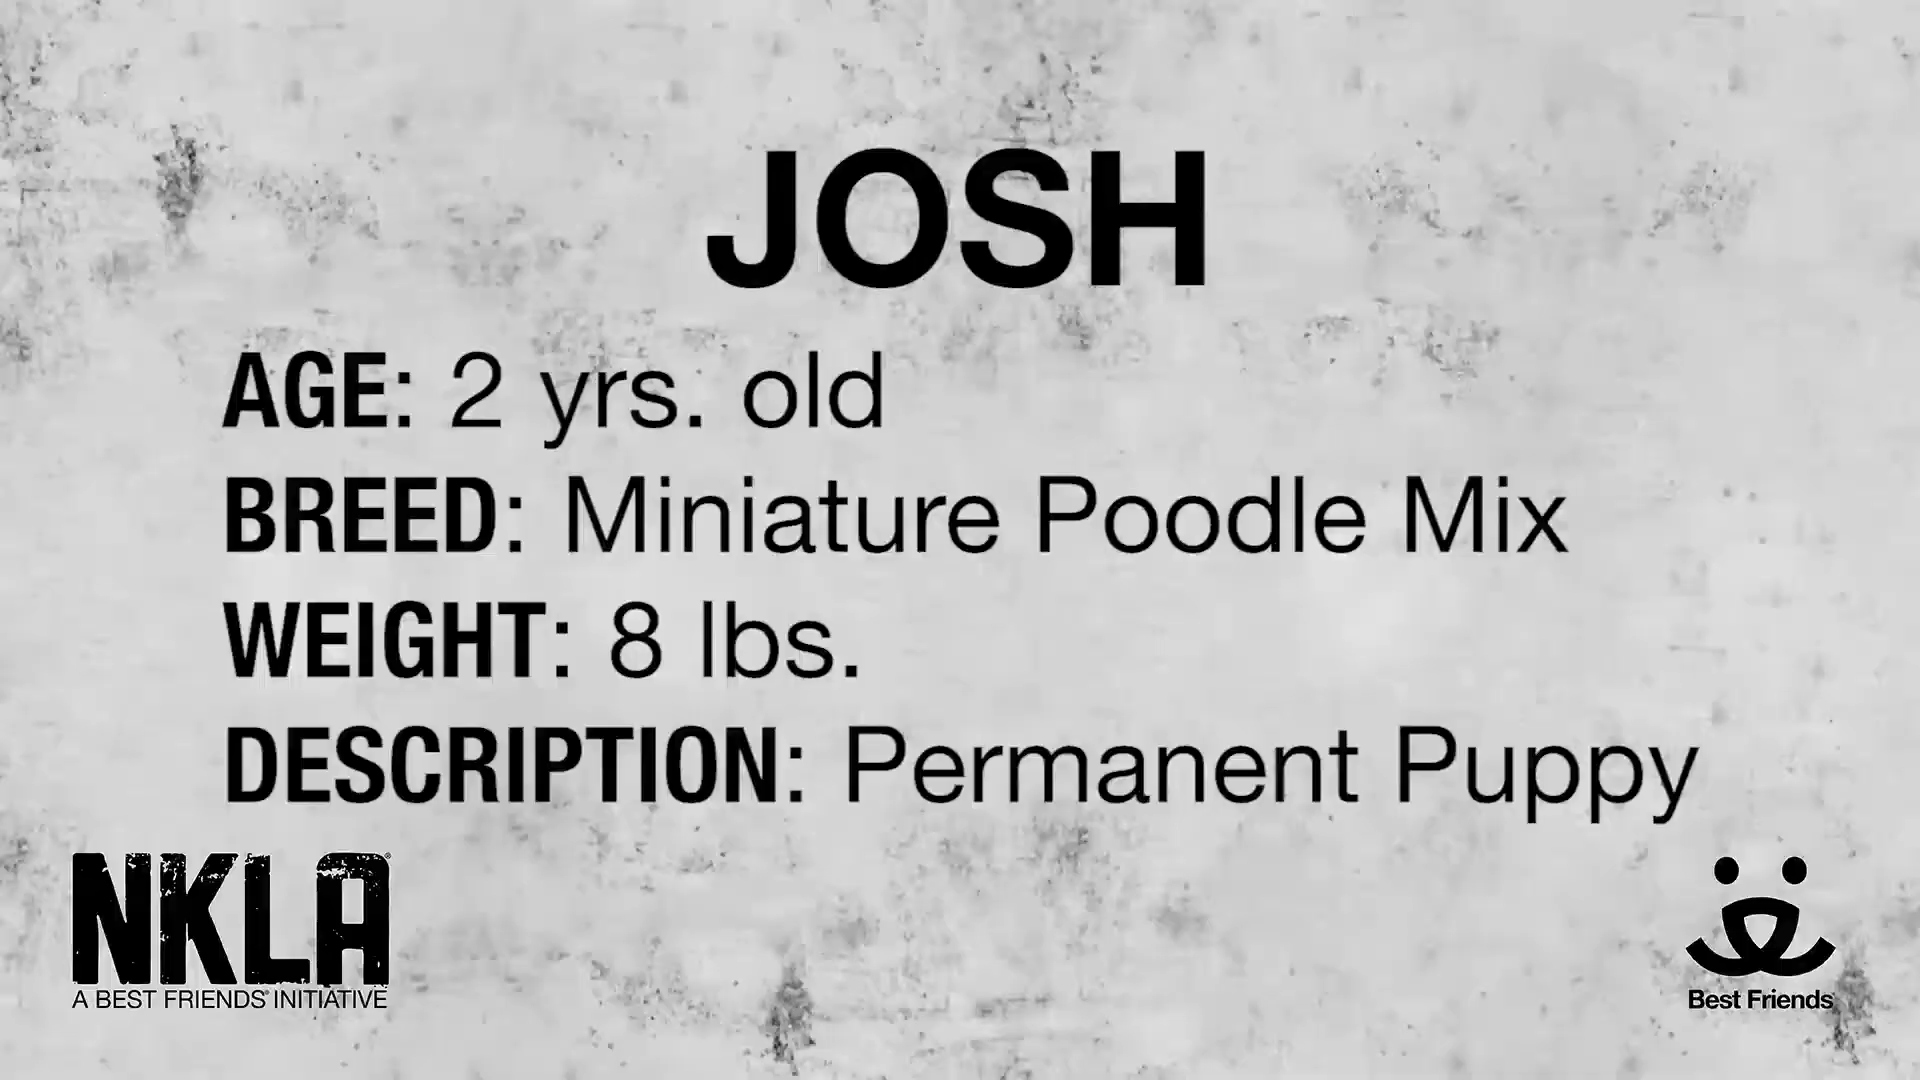 JOSH
AGE: 2 yrs. old
BREED: Miniature Poodle Mix
WEIGHT: 8 lbs.
DESCRIPTION: Permanent Puppy
NKLA®
A BEST FRIENDS® INITIATIVE
Best Friends